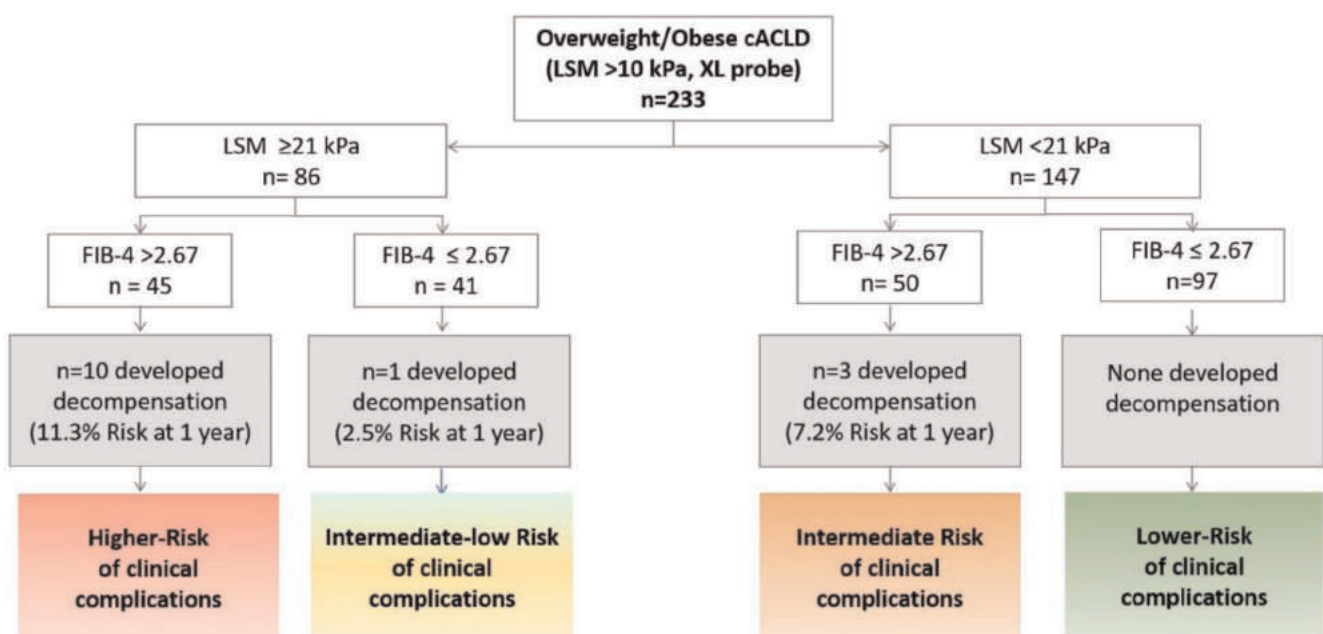 Overweight/Obese cACLD
(LSM >10 kPa, XL probe)
n=233
LSM ≥21 kPa
n= 86
LSM <21 kPa
n= 147
FIB-4 >2.67
n = 45
FIB-4 ≤ 2.67
n = 41
FIB-4 >2.67
n= 50
FIB-4 ≤ 2.67
n=97
n=10 developed
decompensation
(11.3% Risk at 1 year)
n=1 developed
decompensation
(2.5% Risk at 1 year)
n=3 developed
decompensation
(7.2% Risk at 1 year)
None developed
decompensation
Higher-Risk
of clinical
complications
Intermediate-low Risk
of clinical
complications
Intermediate Risk
of clinical
complications
Lower-Risk
of clinical
complications